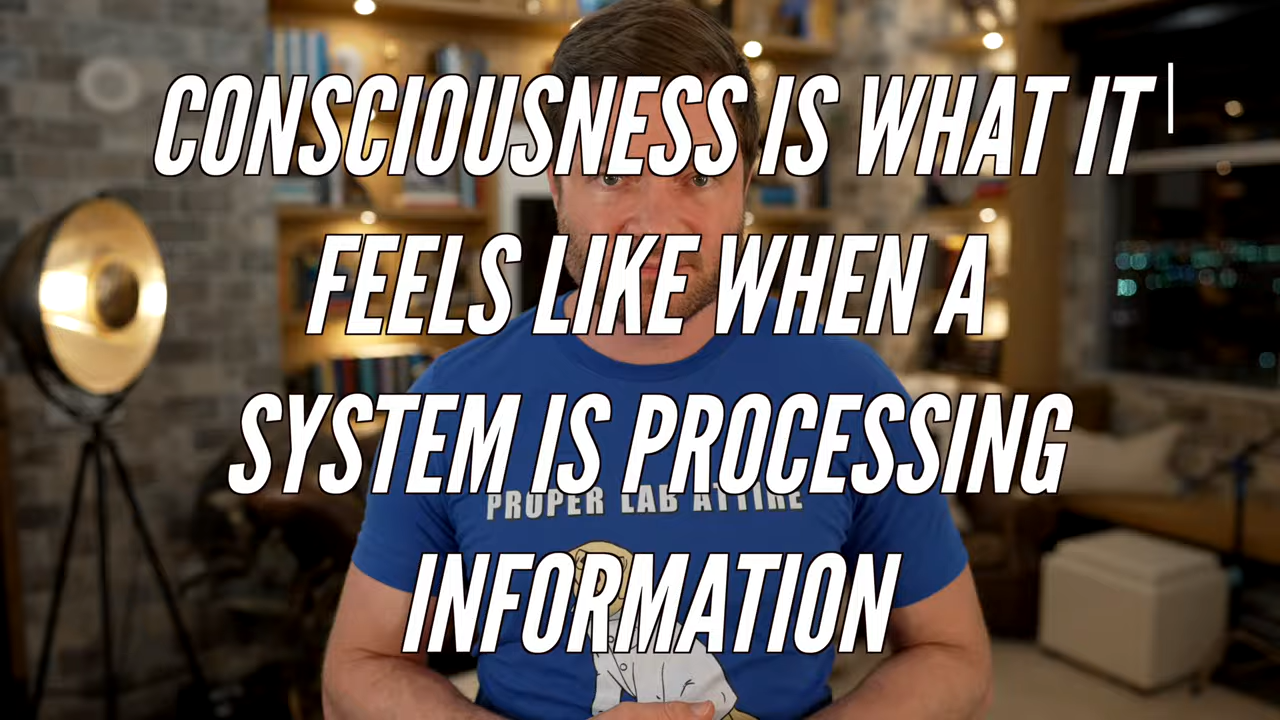 CONSCIOUSNESS IS WHAT IT
FEELS LIKE WHEN A
SYSTEM IS PROCESSING
PROPER LAB ATTIRE
INFORMATION